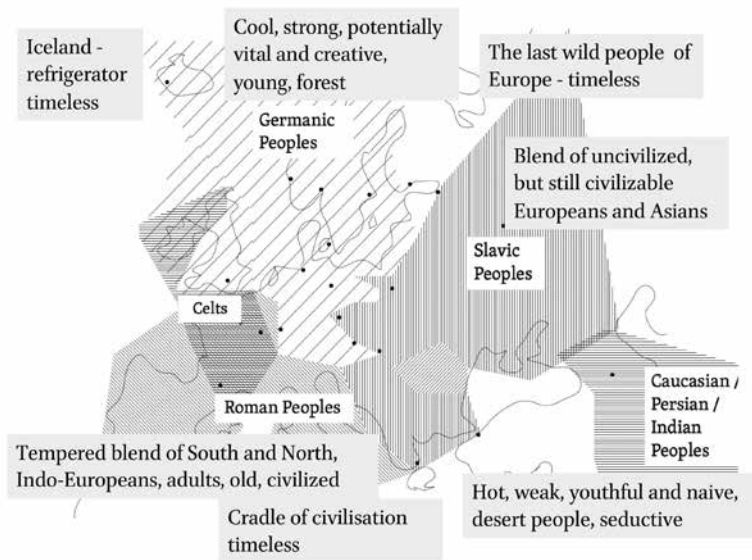 Iceland -
refrigerator
timeless
Cool, strong, potentially
vital and creative,
young, forest
The last wild people of
Europe - timeless
Germanic
Peoples
Blend of uncivilized,
but still civilizable
Europeans and Asians
Slavic
Peoples
Celts
Roman Peoples
Caucasian /
Persian /
Indian
Peoples
Tempered blend of South and North,
Indo-Europeans, adults, old, civilized
Hot, weak, youthful and naive,
desert people, seductive
Cradle of civilisation
timeless